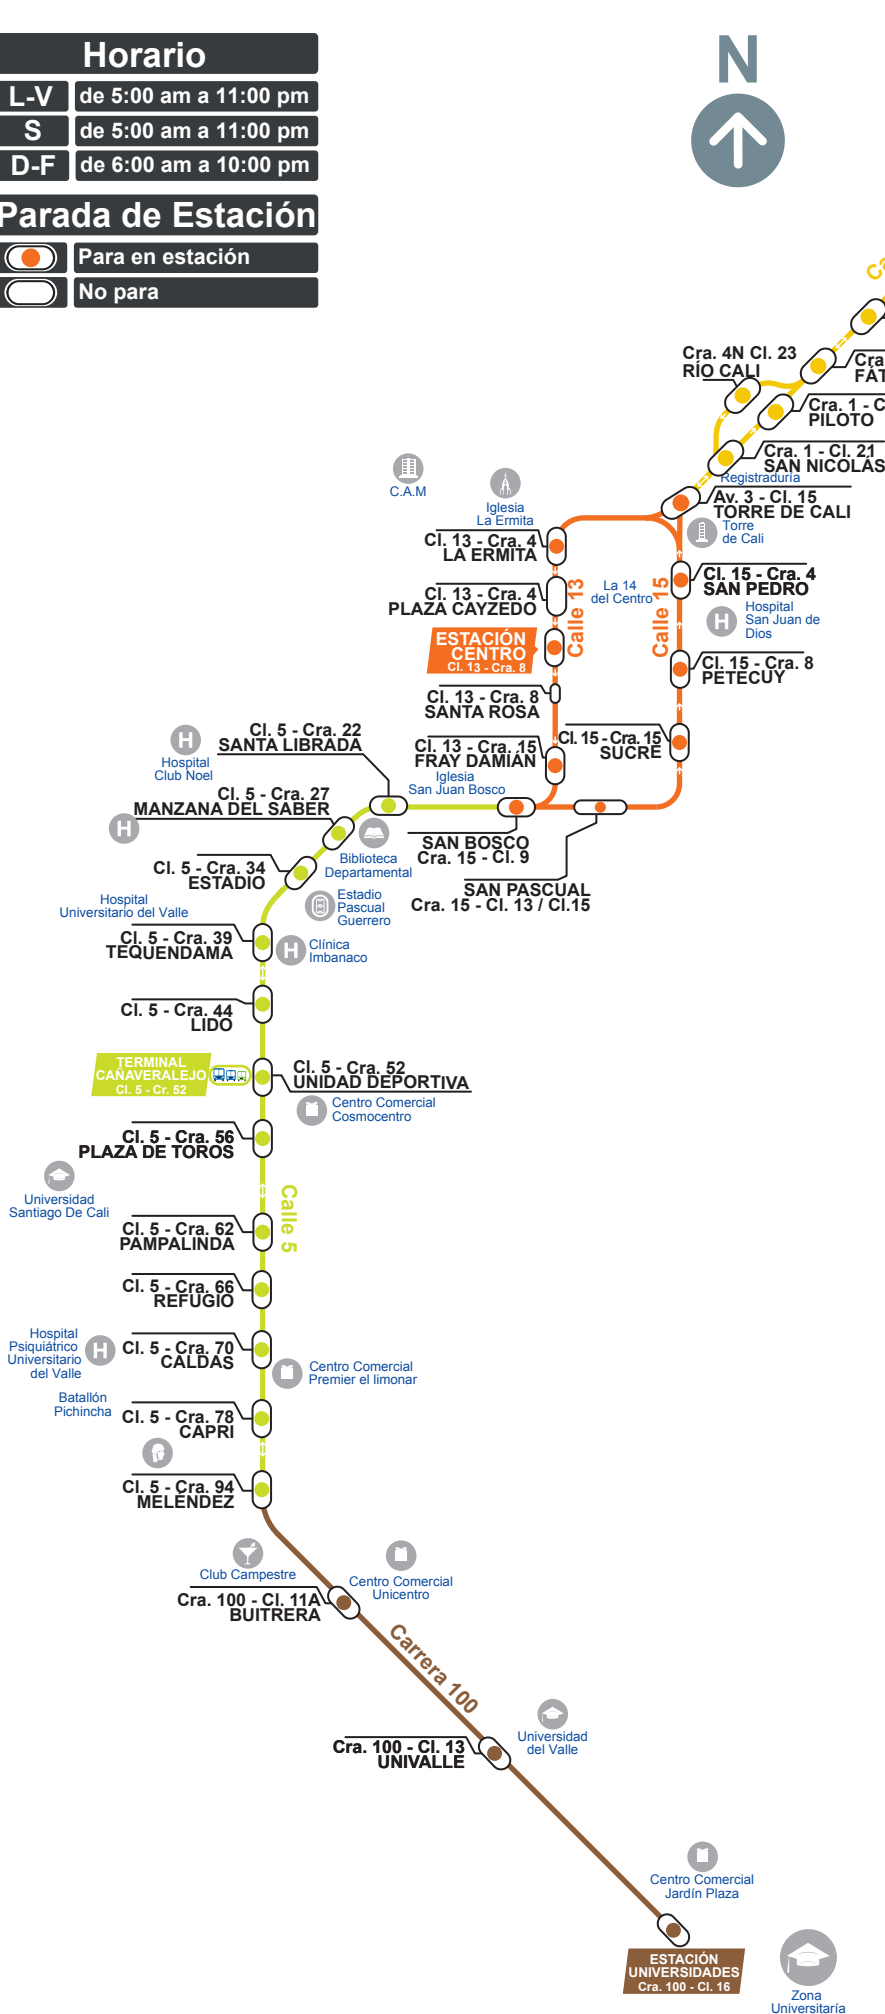 Horario
L-V de 5:00 am a 11:00 pm
S de 5:00 am a 11:00 pm
D-F de 6:00 am a 10:00 pm
Parada de Estación
Para en estación
No para
N
Cra. 4N Cl. 23
RÍO CALI
Cra.
Cra. 1 - C
PILOTO
Cra. 1 - Cl. 21
SAN NICOLÁS
Registraduría
Av. 3 - Cl. 15
TORRE DE CALI
Torre
de Cali
C.A.M
Iglesia
La Ermita
Cl. 13 - Cra. 4
LA ERMITA
Cl. 13 - Cra. 4
PLAZA CAYZEDO
Calle 13
La 14
del Centro
Calle 15
Cl. 15 - Cra. 4
SAN PEDRO
Hospital
San Juan de
Dios
ESTACIÓN
CENTRO
Cl. 13 - Cra. 8
Cl. 15 - Cra. 8
PETECUY
Cl. 13 - Cra. 8
SANTA ROSA
Cl. 13 - Cra. 15
FRAY DAMIÁN
Cl. 15 - Cra. 15
SUCRE
Cl. 5 - Cra. 22
SANTA LIBRADA
H
Hospital
Club Noel
Iglesia
San Juan Bosco
Cl. 5 - Cra. 27
MANZANA DEL SABER
H
SAN BOSCO
Cra. 15 - Cl. 9
SAN PASCUAL
Cra. 15 - Cl. 13 / Cl.15
Biblioteca
Departamental
Cl. 5 - Cra. 34
ESTADIO
Estadio
Pascual
Guerrero
Hospital
Universitario del Valle
Cl. 5 - Cra. 39
TEQUENDAMA
H
Clínica
Imbanaco
Cl. 5 - Cra. 44
LIDO
TERMINAL
CAÑAVERALEJO
Cl. 5 - Cr. 52
Cl. 5 - Cra. 52
UNIDAD DEPORTIVA
Centro Comercial
Cosmocentro
Cl. 5 - Cra. 56
PLAZA DE TOROS
Universidad
Santiago De Cali
Calle 5
Cl. 5 - Cra. 62
PAMPALINDA
Cl. 5 - Cra. 66
REFUGIO
Hospital
Psiquiátrico
Universitario
del Valle
H
Cl. 5 - Cra. 70
CALDAS
Centro Comercial
Premier el limonar
Batallón
Pichincha
Cl. 5 - Cra. 78
CAPRI
Cl. 5 - Cra. 94
MELÉNDEZ
Club Campestre
Centro Comercial
Unicentro
Cra. 100 - Cl. 11A
BUITRERA
Carrera 100
Universidad
del Valle
Cra. 100 - Cl. 13
UNIVALLE
Centro Comercial
Jardín Plaza
ESTACIÓN
UNIVERSIDADES
Cra. 100 - Cl. 16
Zona
Universitaría